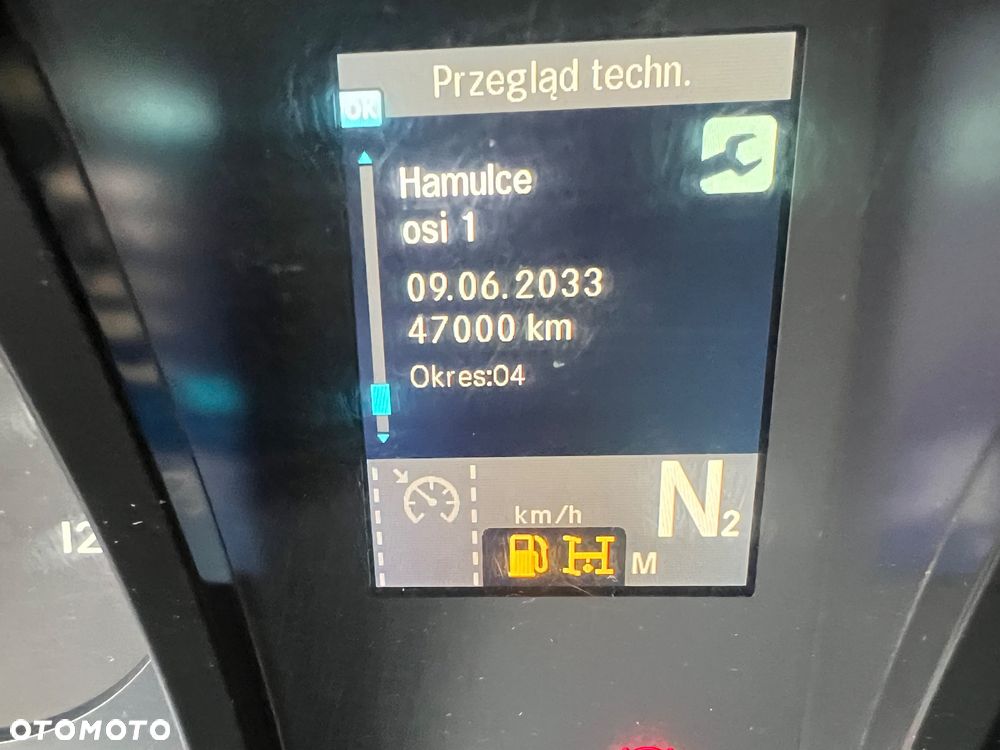 Przegląd techn.
OK
Hamulce
osi 1
09.06.2033
47000 km
Okres:04
N2
km/h
M
12
OTOMOTO